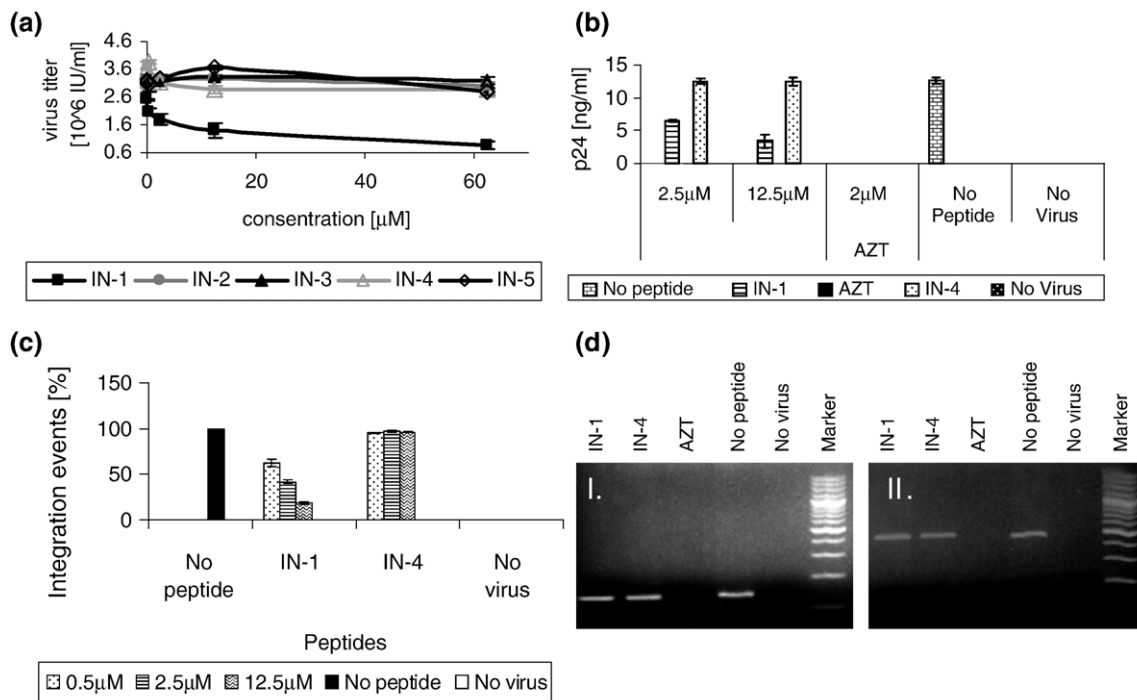 (a)
virus titer
[10^6 IU/ml]
4.6
3.6
2.6
1.6
0.6
0 20 40 60
consentration [μM]
IN-1 IN-2 IN-3 IN-4 IN-5
(b)
p24 [ng/ml]
15
10
5
0
2.5μM 12.5μM 2μM No Peptide No Virus
AZT
No peptide IN-1 AZT IN-4 No Virus
(c)
Integration events [%]
150
100
50
0
No peptide IN-1 IN-4 No virus
Peptides
0.5μM 2.5μM 12.5μM No peptide No virus
(d)
IN-1 IN-4 AZT No peptide No virus Marker
IN-1 IN-4 AZT No peptide No virus Marker
I. II.